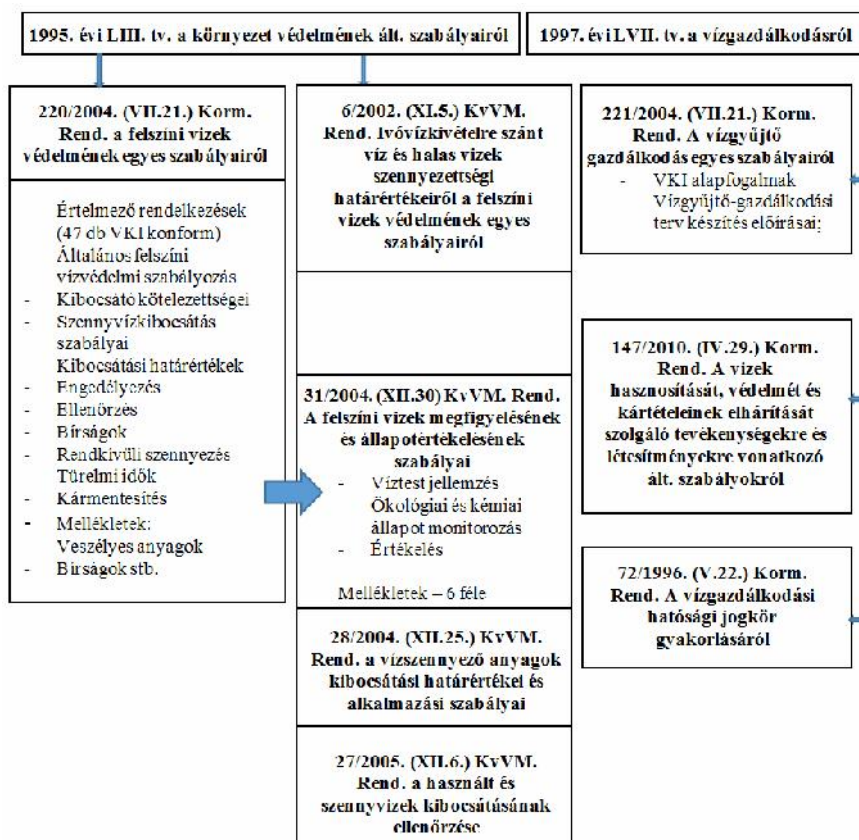 1995. évi LIII. tv. a környezet védelmének ált. szabályairól
1997. évi LVII. tv. a vízgazdálkodásról
220/2004. (VII.21.) Korm.
Rend. a felszíni vizek
védelmének egyes szabályairól
Értelmező rendelkezések
(47 db VKI konform)
Általános felszíni
vízvédelmi szabályozás
- Kibocsátó kötelezettségei
- Szennyvízkibocsátás
szabályai
Kibocsátási határértékek
- Engedélyezés
- Ellenőrzés
- Bírságok
- Rendkívüli szennyezés
Türelmi idők
- Kármentesítés
- Mellékletek:
Veszélyes anyagok
- Bírságok stb.
6/2002. (XI.5.) KvVM.
Rend. Ivóvízkivételre szánt
víz és halas vizek
szennyezettségi
határértékeiről a felszíni
vizek védelmének egyes
szabályairól
31/2004. (XII.30) KvVM. Rend.
A felszíni vizek megfigyelésének
és állapotértékelésének
szabályai
- Víztest jellemzés
Ökológiai és kémiai
állapot monitorozás
- Értékelés
Mellékletek – 6 féle
28/2004. (XII.25.) KvVM.
Rend. a vízszennyező anyagok
kibocsátási határértékei és
alkalmazási szabályai
27/2005. (XII.6.) KvVM.
Rend. a használt és
szennyvizek kibocsátásának
ellenőrzése
221/2004. (VII.21.) Korm.
Rend. A vízgyűjtő
gazdálkodás egyes szabályairól
- VKI alapfogalmak
Vízgyűjtő-gazdálkodási
terv készítés előírásai;
147/2010. (IV.29.) Korm.
Rend. A vizek
hasznosítását, védelmét és
kártételeinek elhárítását
szolgáló tevékenységekre és
létesítményekre vonatkozó
ált. szabályokról
72/1996. (V.22.) Korm.
Rend. A vízgazdálkodási
hatósági jogkör
gyakorlásáról